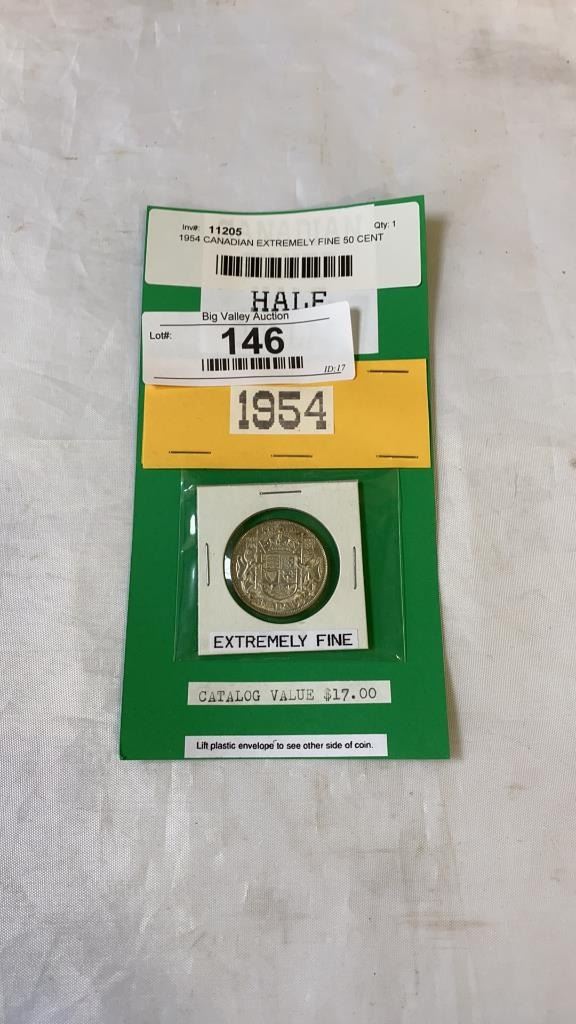 Inv#: 11205 Qty: 1
1954 CANADIAN EXTREMELY FINE 50 CENT
CANADIAN
HALF
Big Valley Auction
Lot#: 146
ID:17
1954
EXTREMELY FINE
CATALOG VALUE $17.00
Lift plastic envelope to see other side of coin.